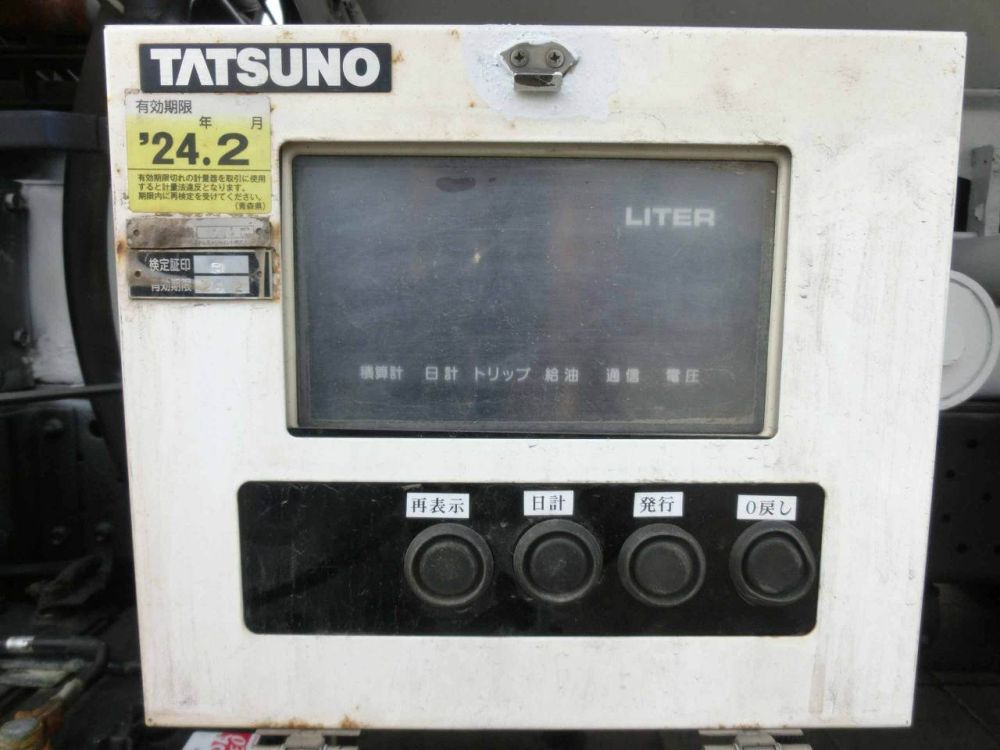 TATSUNO
有効期限
年 月
'24.2
有効期限切れの計量器を取引に使用
すると計量法違反となります。
期限内に再検定を受けてください。
(青森県)
検定証印
有効期限
LITER
積算計 日計 トリップ 給油 通信 電圧
再表示 日計 発行 0戻し